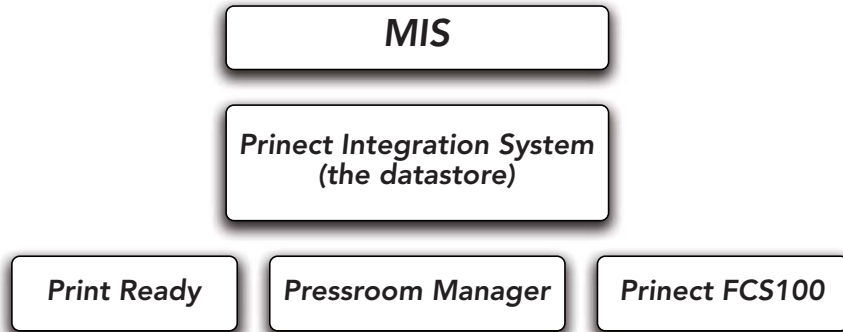 MIS
Prinect Integration System
(the datastore)
Print Ready
Pressroom Manager
Prinect FCS100